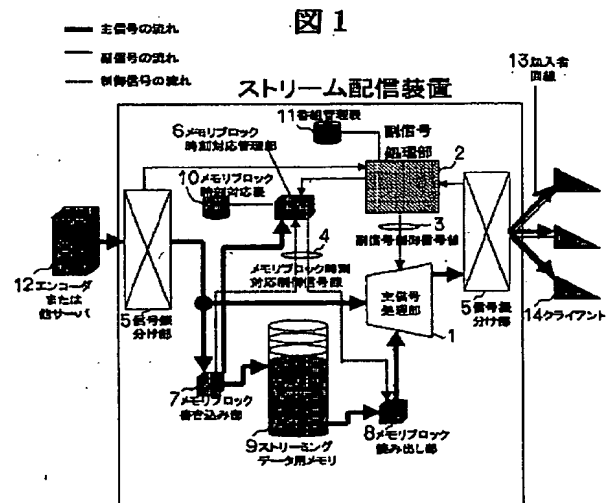 図1
主信号の流れ
副信号の流れ
制御信号の流れ
ストリーム配信装置
13加入者
回線
11番組管理表
6メモリブロック
時刻対応管理部
副信号
処理部
2
10メモリブロック
時刻対応表
3
副信号制御信号線
4
メモリブロック時刻
対応制御信号線
12エンコーダ
または
他サーバ
5信号振
分け部
主信号
処理部
1
5信号振
分け部
14クライアント
7メモリブロック
書き込み部
9ストリーミング
データ用メモリ
8メモリブロック
読み出し部